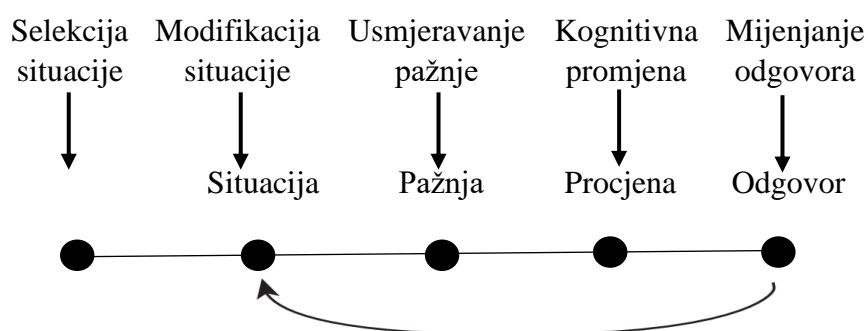 Selekcija situacije
Modifikacija situacije
Usmjeravanje pažnje
Kognitivna promjena
Mijenjanje odgovora
Situacija
Pažnja
Procjena
Odgovor